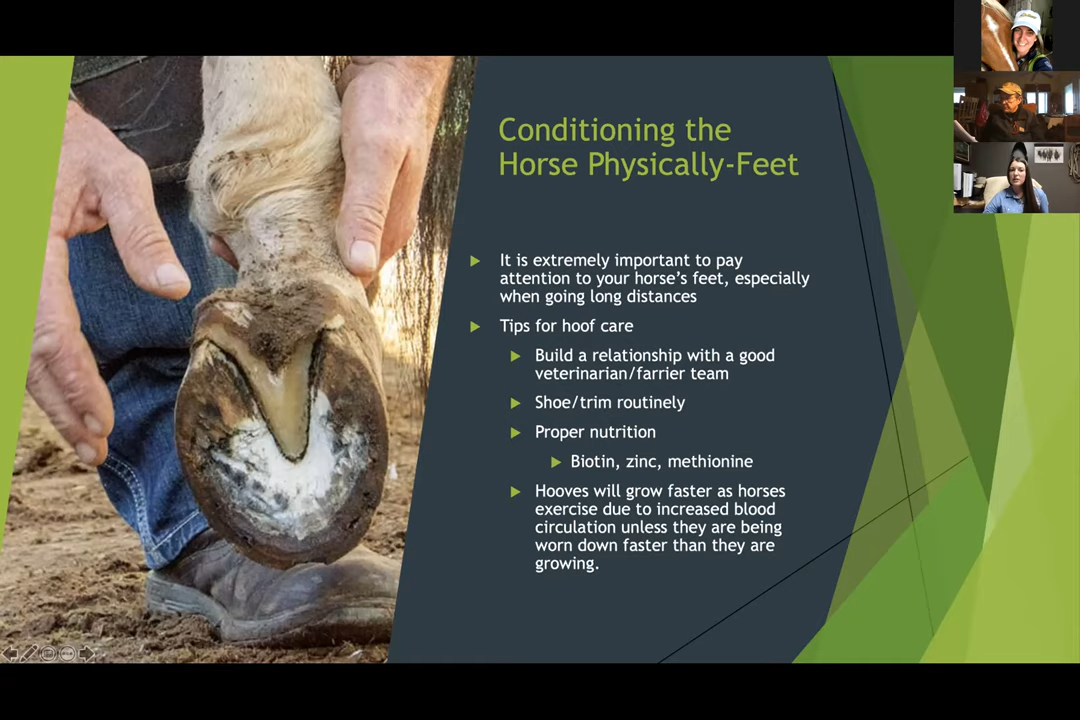 Conditioning the
Horse Physically-Feet
It is extremely important to pay
attention to your horse's feet, especially
when going long distances
Tips for hoof care
Build a relationship with a good
veterinarian/farrier team
Shoe/trim routinely
Proper nutrition
Biotin, zinc, methionine
Hooves will grow faster as horses
exercise due to increased blood
circulation unless they are being
worn down faster than they are
growing.